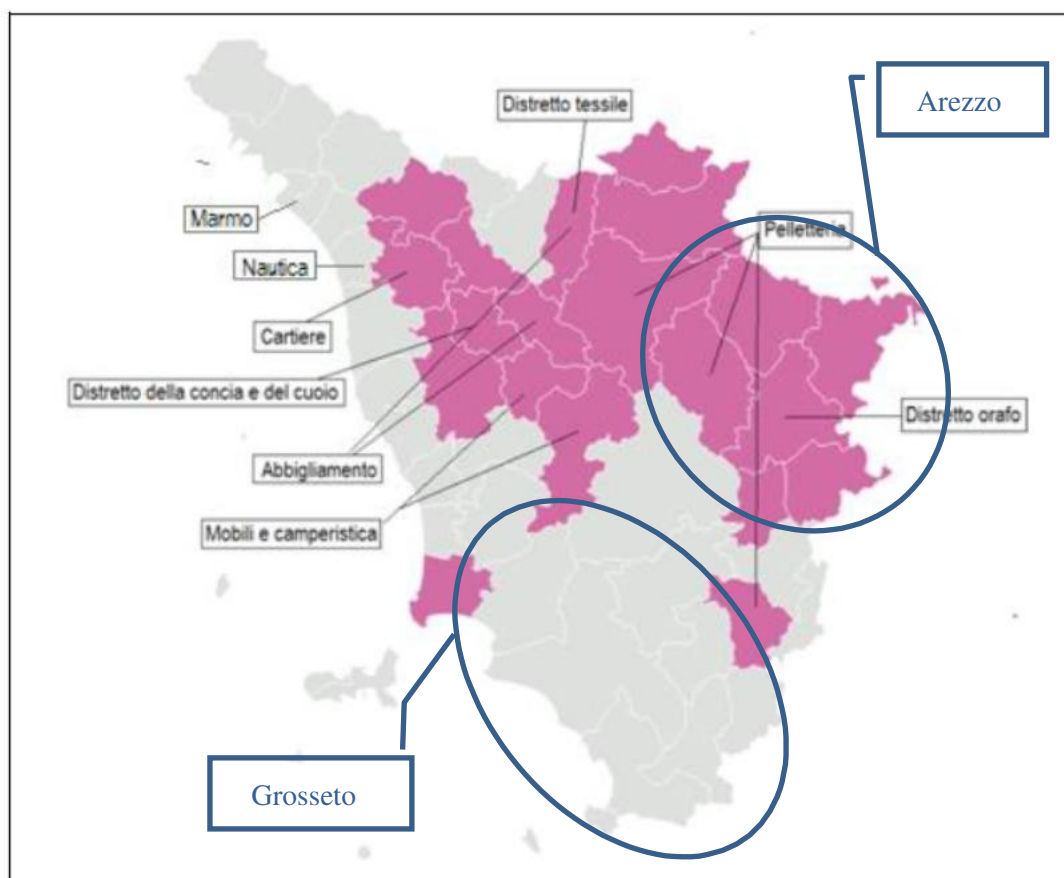 Arezzo
Distretto tessile
Marmo
Pelletteria
Nautica
Cartiere
Distretto della concia e del cuoio
Distretto orafo
Abbigliamento
Mobili e camperistica
Grosseto